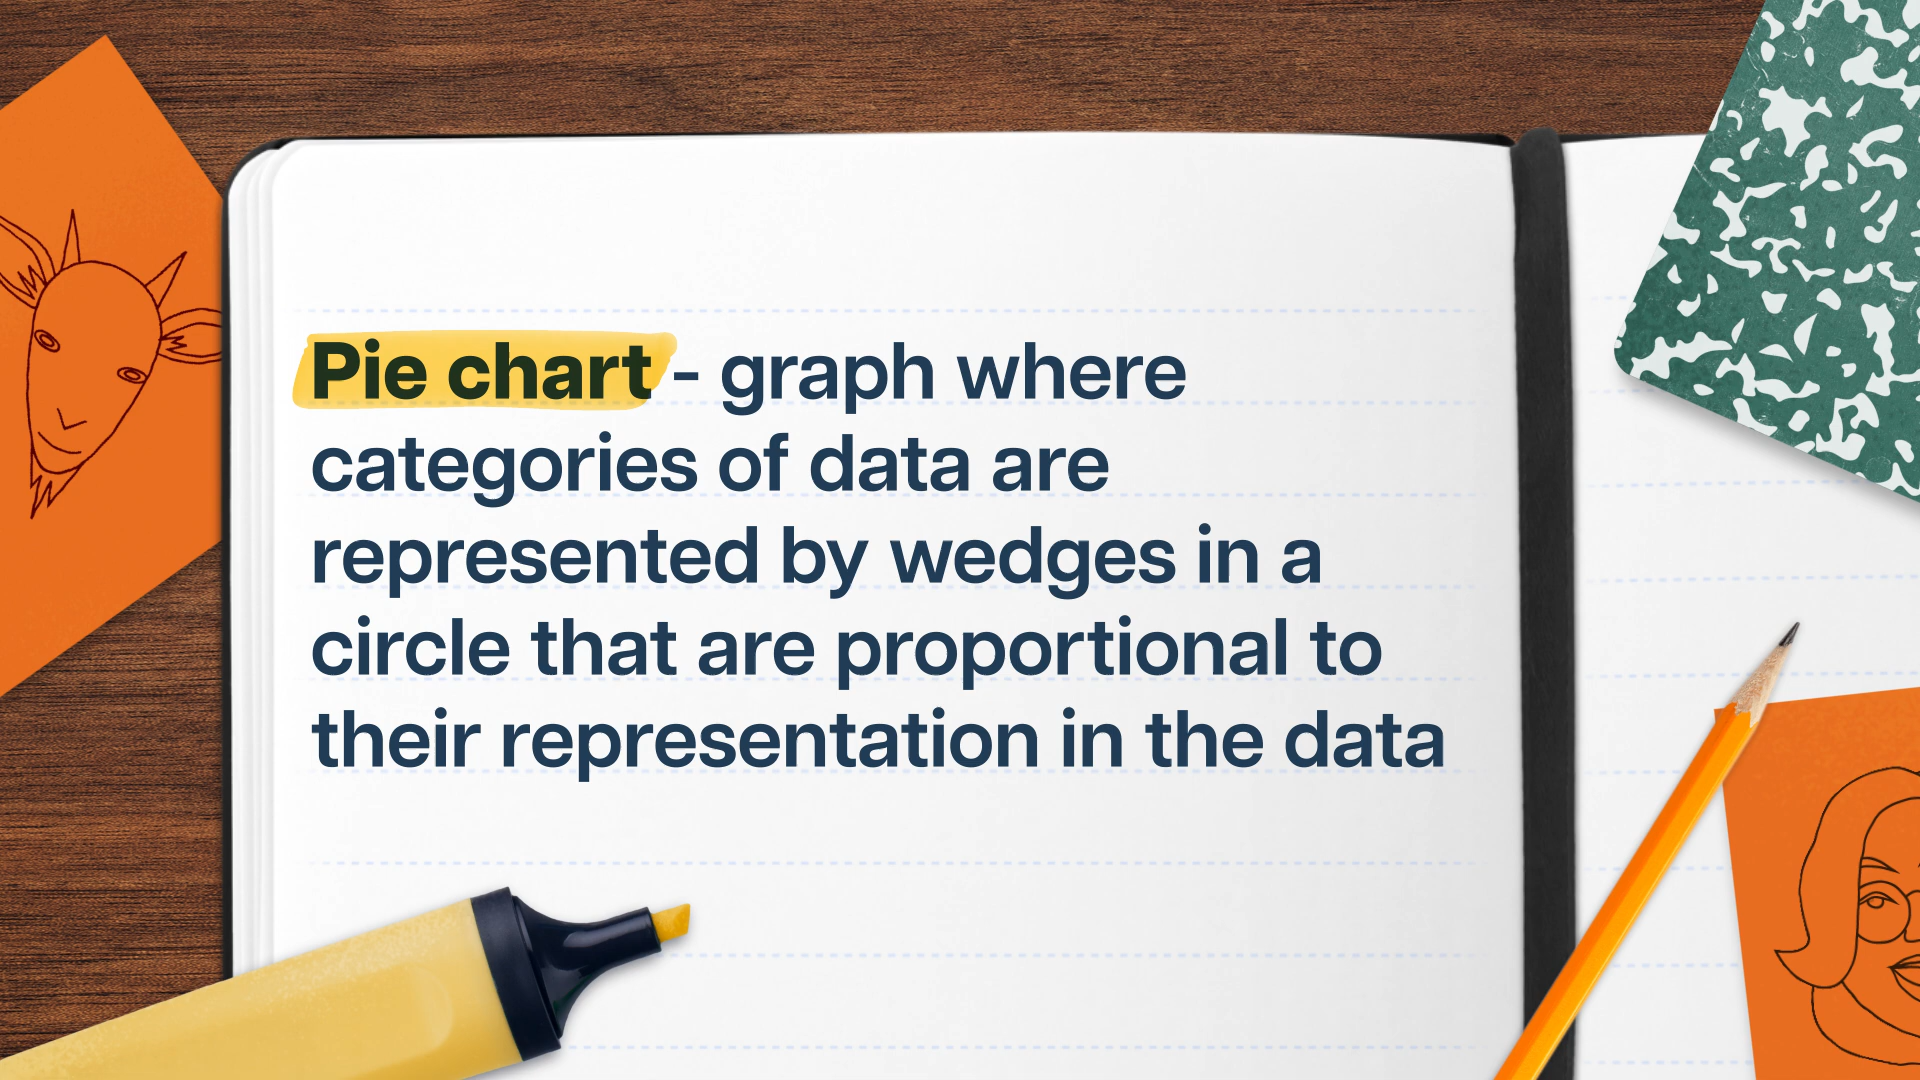 Pie chart - graph where
categories of data are
represented by wedges in a
circle that are proportional to
their representation in the data